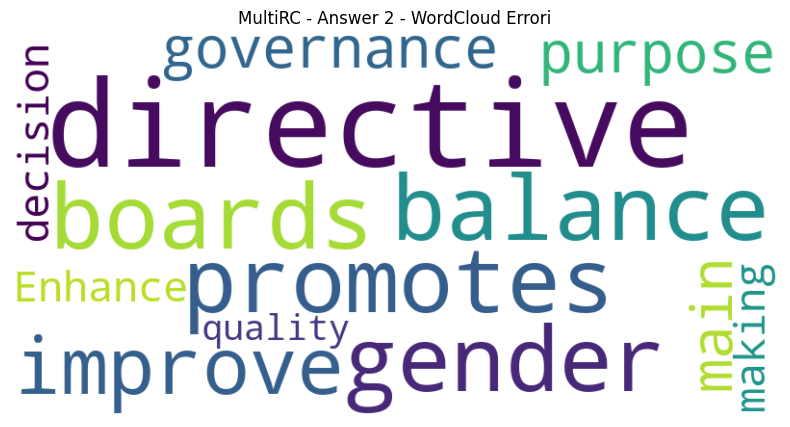 MultiRC - Answer 2 - WordCloud Errori
governance
purpose
decision
directive
boards
balance
Enhance
promotes
main
making
quality
improve
gender